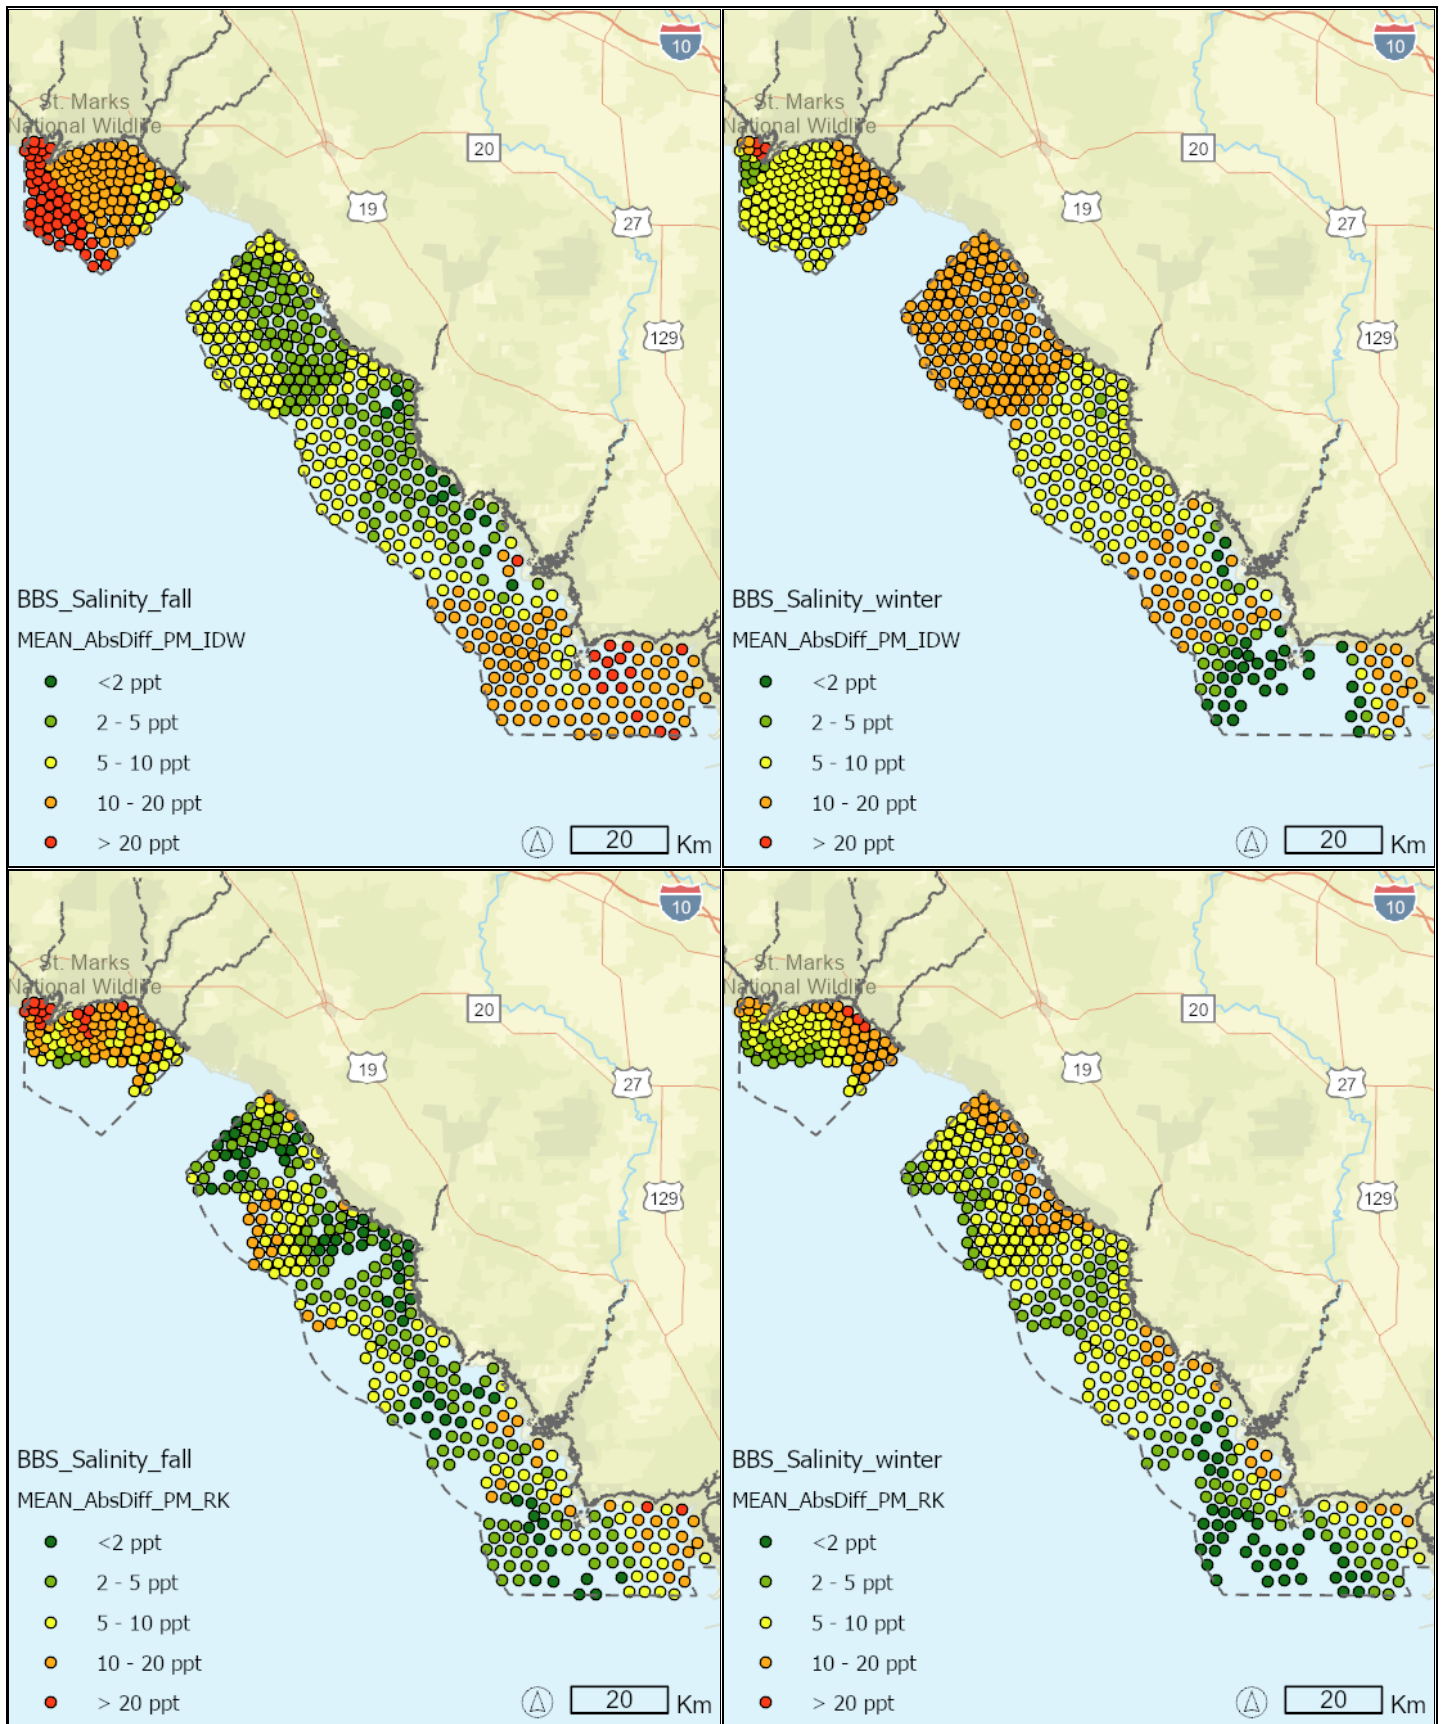 10
St. Marks
National Wildlife
20
19
27
129
BBS_Salinity_fall
MEAN_AbsDiff_PM_IDW
<2 ppt
2 - 5 ppt
5 - 10 ppt
10 - 20 ppt
> 20 ppt
20 Km
10
St. Marks
National Wildlife
20
19
27
129
BBS_Salinity_winter
MEAN_AbsDiff_PM_IDW
<2 ppt
2 - 5 ppt
5 - 10 ppt
10 - 20 ppt
> 20 ppt
20 Km
10
St. Marks
National Wildlife
20
19
27
129
BBS_Salinity_fall
MEAN_AbsDiff_PM_RK
<2 ppt
2 - 5 ppt
5 - 10 ppt
10 - 20 ppt
> 20 ppt
20 Km
10
St. Marks
National Wildlife
20
19
27
129
BBS_Salinity_winter
MEAN_AbsDiff_PM_RK
<2 ppt
2 - 5 ppt
5 - 10 ppt
10 - 20 ppt
> 20 ppt
20 Km